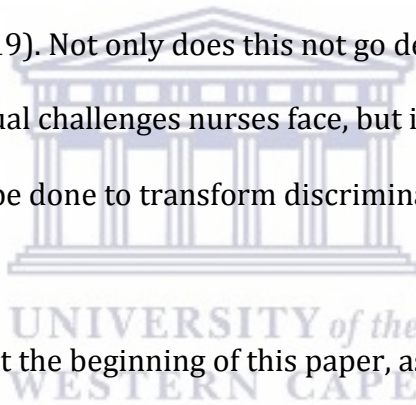 19). Not only does this not go de
ual challenges nurses face, but i
be done to transform discrimina
UNIVERSITY of the
t the beginning of this paper, as
WESTERN CAPE